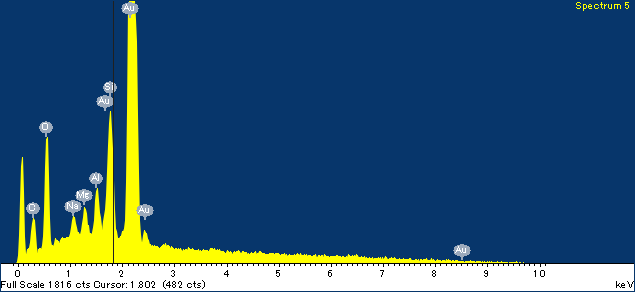 Spectrum 5
Au
Si
Au
O
Al
Mg
C
Na
Au
Au
0 1 2 3 4 5 6 7 8 9 10
Full Scale 1816 cts Cursor: 1.802 (482 cts) keV